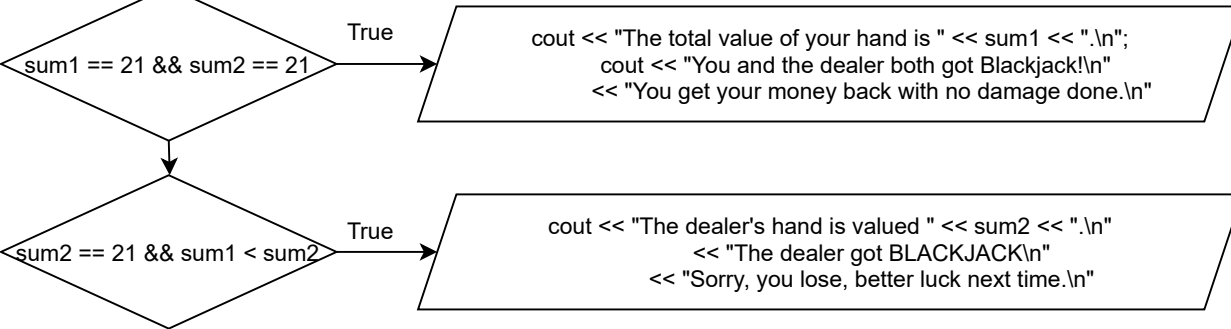 True
sum1 == 21 && sum2 == 21
cout << "The total value of your hand is " << sum1 << ".\n";
cout << "You and the dealer both got Blackjack!\n"
<< "You get your money back with no damage done.\n"
True
sum2 == 21 && sum1 < sum2
cout << "The dealer's hand is valued " << sum2 << ".\n"
<< "The dealer got BLACKJACK\n"
<< "Sorry, you lose, better luck next time.\n"